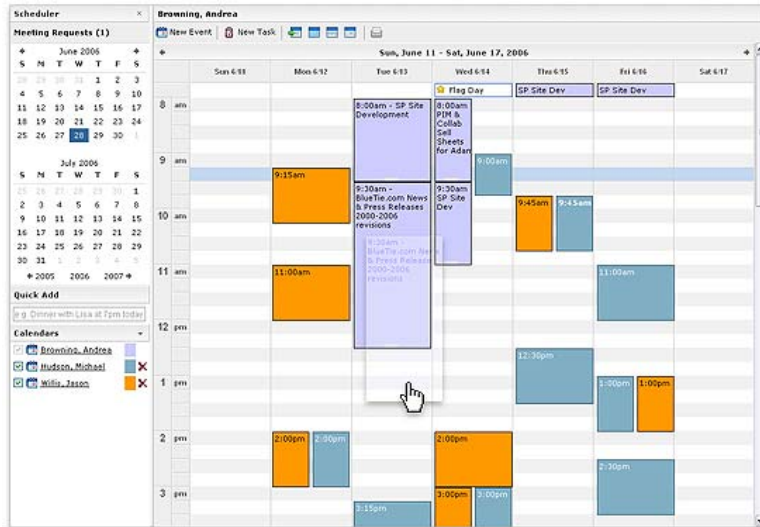 Scheduler ×
Meeting Requests (1)
June 2006
S M T W T F S
28 29 30 31 1 2 3
4 5 6 7 8 9 10
11 12 13 14 15 16 17
18 19 20 21 22 23 24
25 26 27 28 29 30 1
July 2006
S M T W T F S
25 26 27 28 29 30 1
2 3 4 5 6 7 8
9 10 11 12 13 14 15
16 17 18 19 20 21 22
23 24 25 26 27 28 29
30 31 1 2 3 4 5
2005 2006 2007
Quick Add
e.g. Dinner with Lisa at 7pm today
Calendars
Browning, Andrea
Hudson, Michael
Willis, Jason
Browning, Andrea
New Event
New Task
Sun, June 11 - Sat, June 17, 2006
Sun 6/11
Mon 6/12
Tue 6/13
Wed 6/14
Thu 6/15
Fri 6/16
Sat 6/17
Flag Day
SP Site Dev
SP Site Dev
8 am
8:00am - SP Site
Development
8:00am
PIM &
Collab
Sell
Sheets
for Adam
9 am
9:00am
9:15am
9:30am -
BlueTie.com News
& Press Releases
2000-2006
revisions
9:30am
SP Site
Dev
9:45am
9:45am
10 am
9:30am -
BlueTie.com News
& Press Release
2000-2006
revisions
11 am
11:00am
11:00am
12 pm
12:30pm
1 pm
1:00pm
1:00pm
2 pm
2:00pm
2:00pm
2:00pm
2:30pm
3 pm
3:00pm
3:00pm
3:15pm